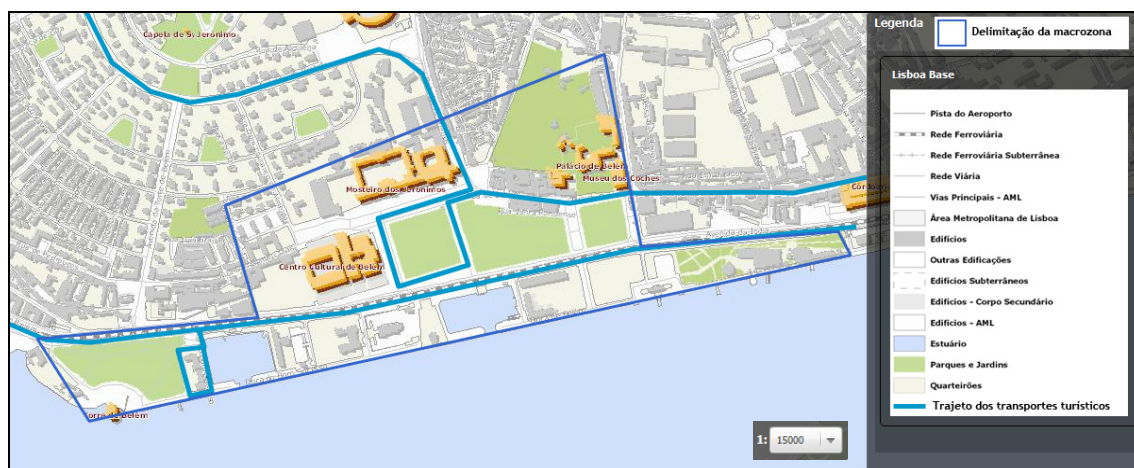 Capela de S. Jerónimo
Mosteiro dos Jerónimos
Palácio de Belém
Museu dos Coches
Centro Cultural de Belém
Avenida da Índia
Torre de Belém
1: 15000
Legenda
Delimitação da macrozona
Lisboa Base
Pista do Aeroporto
Rede Ferroviária
Rede Ferroviária Subterrânea
Rede Viária
Vias Principais - AML
Área Metropolitana de Lisboa
Edifícios
Outras Edificações
Edifícios Subterrâneos
Edifícios - Corpo Secundário
Edifícios - AML
Estuário
Parques e Jardins
Quarteirões
Trajeto dos transportes turísticos